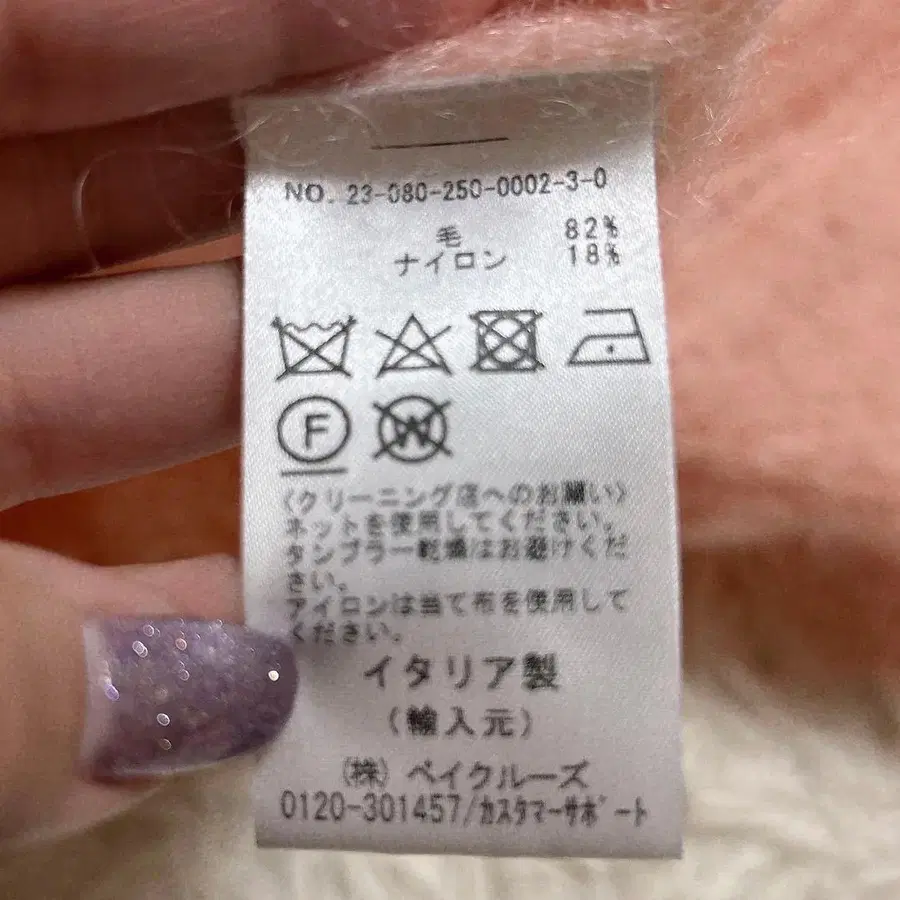 NO. 23-080-250-0002-3-0
毛 82%
ナイロン 18%
F
W
〈クリーニング店へのお願い〉
ネットを使用してください。
タンブラー乾燥はお避けくだ
さい。
アイロンは当て布を使用して
ください。
イタリア製
(輸入元)
(株) ベイクルーズ
0120-301457/カスタマーサポート